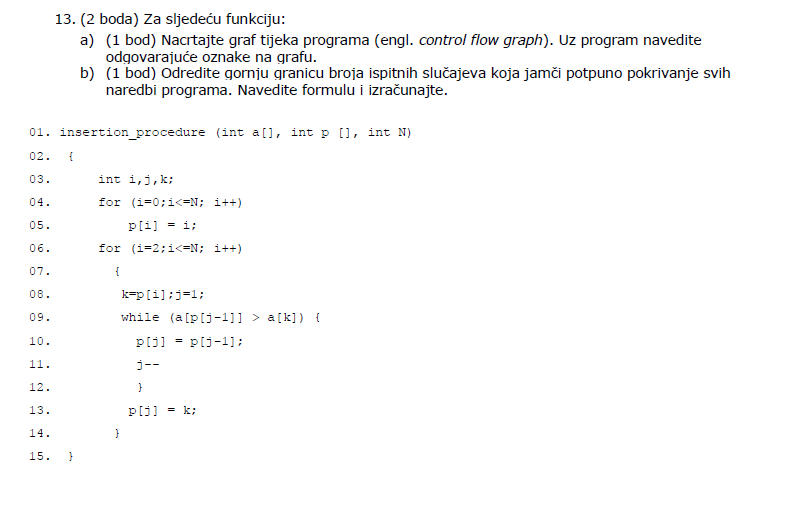 13. (2 boda) Za sljedeću funkciju:
a) (1 bod) Nacrtajte graf tijeka programa (engl. control flow graph). Uz program navedite
odgovarajuće oznake na grafu.
b) (1 bod) Odredite gornju granicu broja ispitnih slučajeva koja jamči potpuno pokrivanje svih
naredbi programa. Navedite formulu i izračunajte.
01. insertion_procedure (int a[], int p [], int N)
02. {
03. int i,j,k;
04. for (i=0;i<=N; i++)
05. p[i] = i;
06. for (i=2;i<=N; i++)
07. {
08. k=p[i];j=1;
09. while (a[p[j-1]] > a[k]) {
10. p[j] = p[j-1];
11. j--
12. }
13. p[j] = k;
14. }
15. }